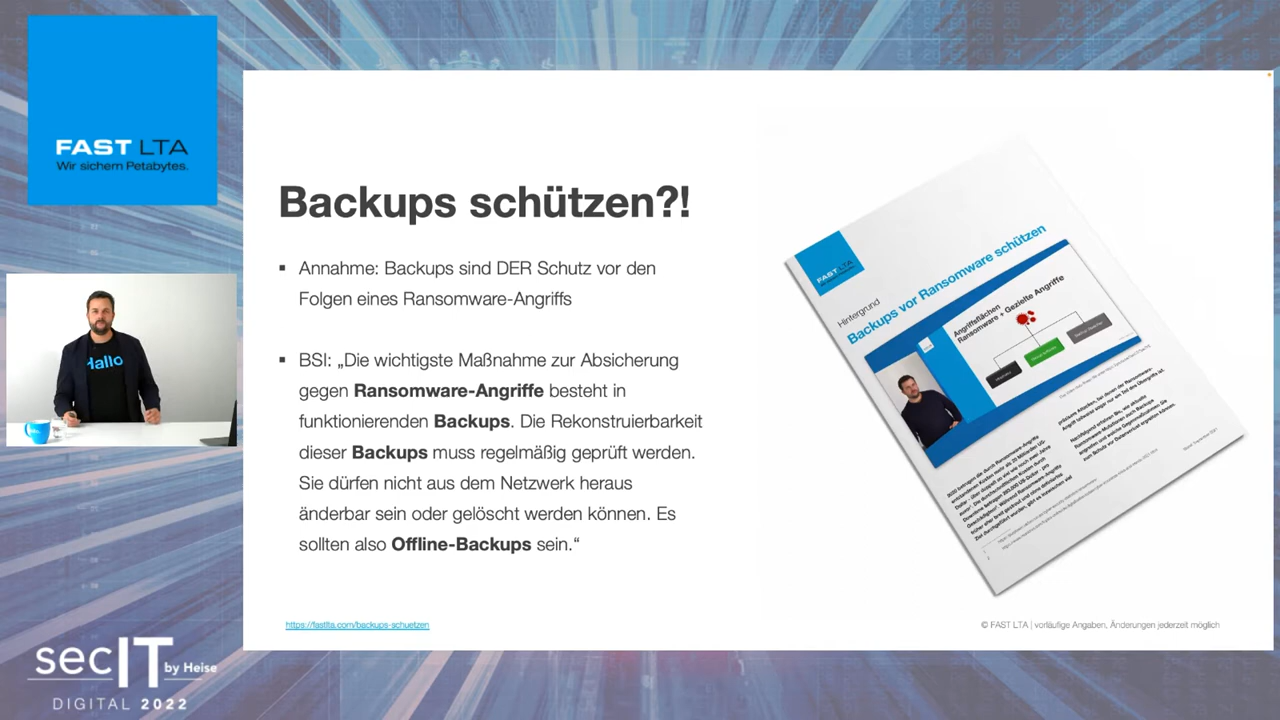 FAST LTA
Wir sichern Petabytes.
Hallo
secIT by Heise
DIGITAL 2022
Backups schützen?!
▪ Annahme: Backups sind DER Schutz vor den
Folgen eines Ransomware-Angriffs
▪ BSI: „Die wichtigste Maßnahme zur Absicherung
gegen Ransomware-Angriffe besteht in
funktionierenden Backups. Die Rekonstruierbarkeit
dieser Backups muss regelmäßig geprüft werden.
Sie dürfen nicht aus dem Netzwerk heraus
änderbar sein oder gelöscht werden können. Es
sollten also Offline-Backups sein.“
https://fastlta.com/backups-schuetzen
© FAST LTA | vorläufige Angaben, Änderungen jederzeit möglich
FAST LTA
Hintergrund
Backups vor Ransomware schützen
Angriffsflächen
Ransomware + Gezielte Angriffe